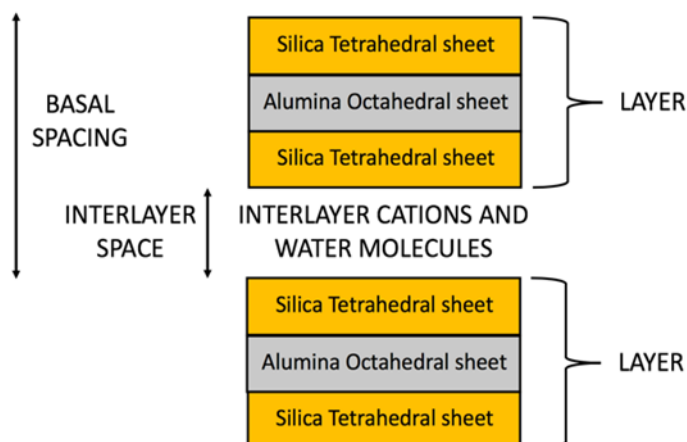 Silica Tetrahedral sheet
BASAL
SPACING
Alumina Octahedral sheet
LAYER
Silica Tetrahedral sheet
INTERLAYER
SPACE
INTERLAYER CATIONS AND
WATER MOLECULES
Silica Tetrahedral sheet
Alumina Octahedral sheet
LAYER
Silica Tetrahedral sheet